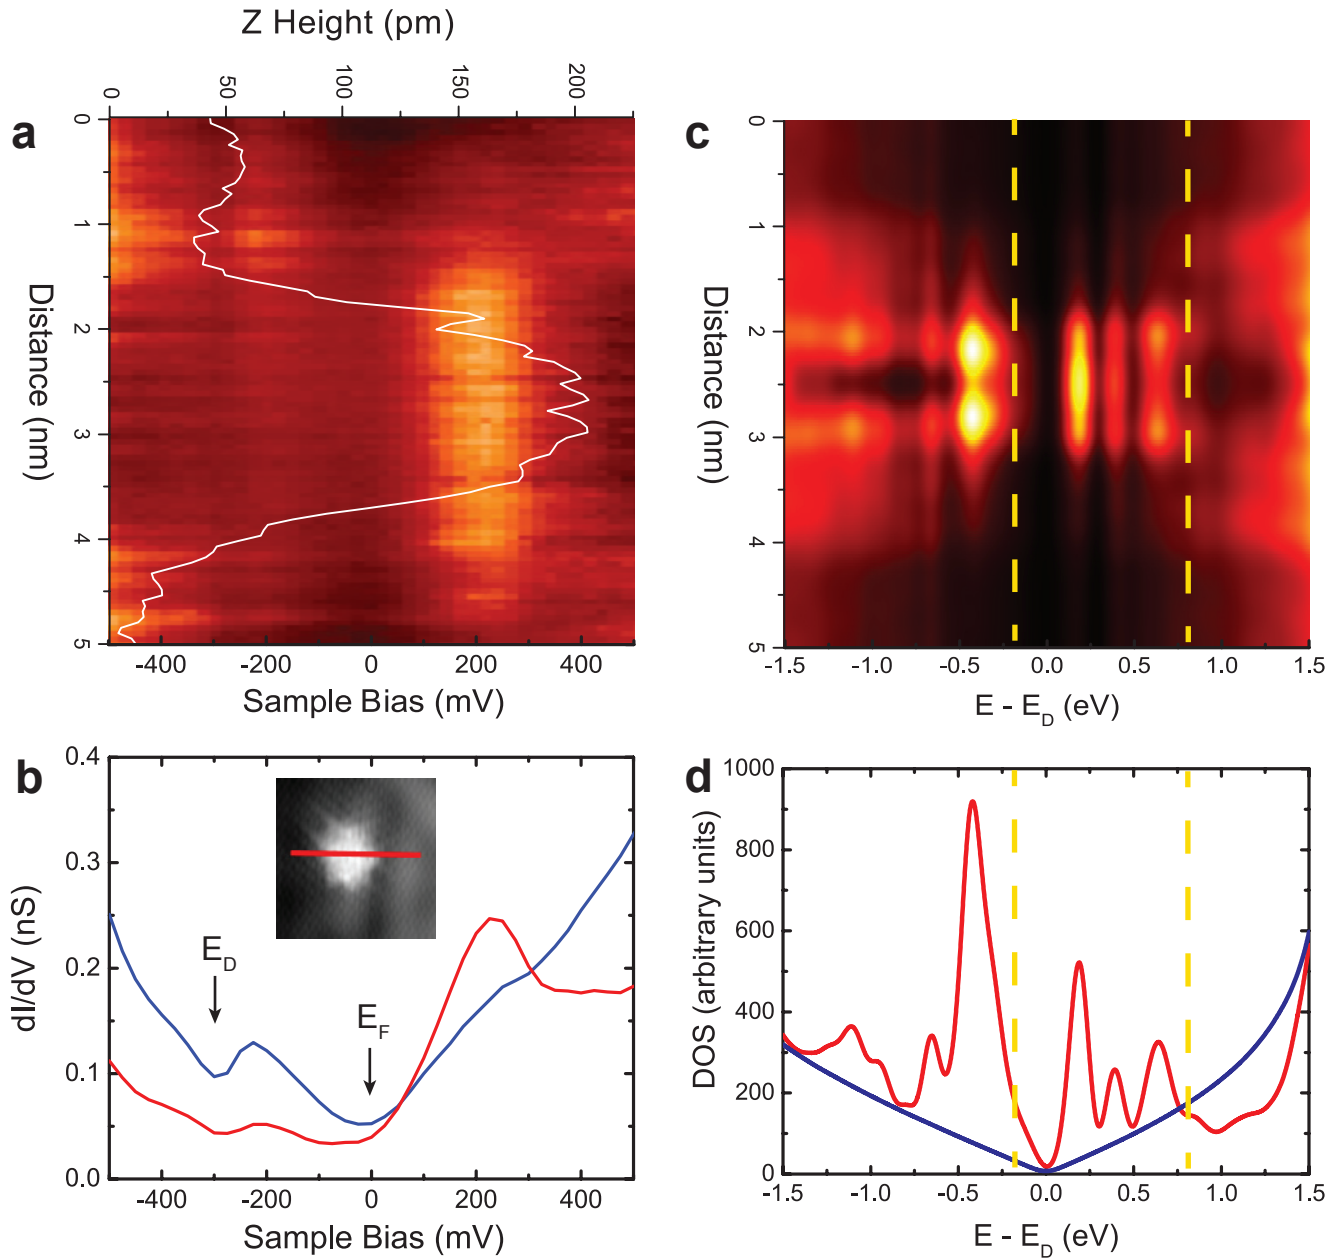 Z Height (pm)
0 50 100 150 200
a
0
1
2
3
4
5
Distance (nm)
-400 -200 0 200 400
Sample Bias (mV)
c
0
1
2
3
4
5
Distance (nm)
-1.5 -1.0 -0.5 0.0 0.5 1.0 1.5
E - E_D (eV)
b
0.4
0.3
0.2
0.1
0.0
dI/dV (nS)
E_D
E_F
-400 -200 0 200 400
Sample Bias (mV)
d
1000
800
600
400
200
0
DOS (arbitrary units)
-1.5 -1.0 -0.5 0.0 0.5 1.0 1.5
E - E_D (eV)